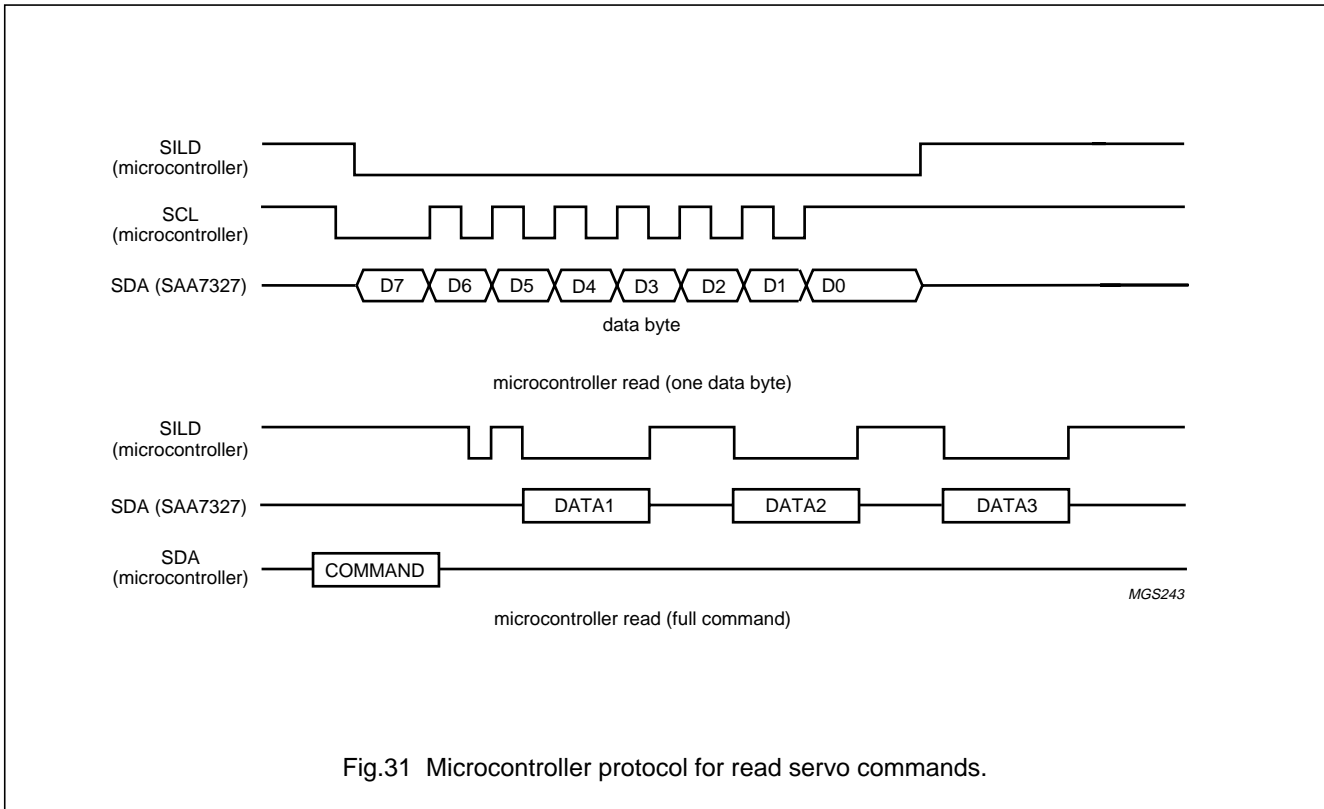 SILD
(microcontroller)
SCL
(microcontroller)
SDA (SAA7327)
D7 D6 D5 D4 D3 D2 D1 D0
data byte
microcontroller read (one data byte)
SILD
(microcontroller)
SDA (SAA7327)
DATA1 DATA2 DATA3
SDA
(microcontroller)
COMMAND
MGS243
microcontroller read (full command)
Fig.31 Microcontroller protocol for read servo commands.